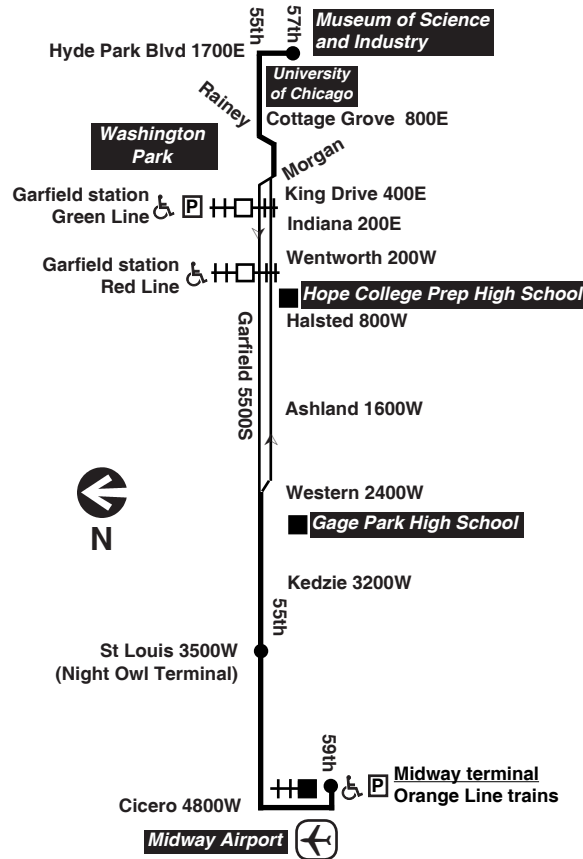 55th
57th
Museum of Science
and Industry
Hyde Park Blvd 1700E
University
of Chicago
Rainey
Cottage Grove 800E
Washington
Park
Morgan
Garfield station
Green Line
P
King Drive 400E
Indiana 200E
Wentworth 200W
Garfield station
Red Line
Hope College Prep High School
Halsted 800W
Garfield 5500S
Ashland 1600W
N
Western 2400W
Gage Park High School
Kedzie 3200W
55th
St Louis 3500W
(Night Owl Terminal)
59th
P
Midway terminal
Orange Line trains
Cicero 4800W
Midway Airport